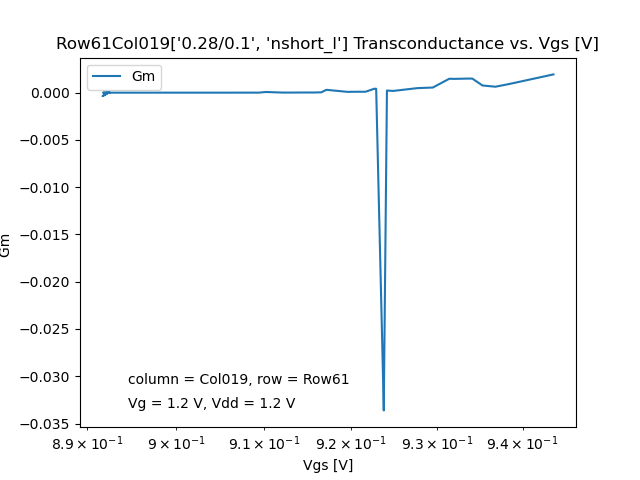 Row61Col019['0.28/0.1', 'nshort_l'] Transconductance vs. Vgs [V]
Gm
0.000
−0.005
−0.010
−0.015
−0.020
−0.025
−0.030
−0.035
Gm
column = Col019, row = Row61
Vg = 1.2 V, Vdd = 1.2 V
8.9 × 10⁻¹ 9 × 10⁻¹ 9.1 × 10⁻¹ 9.2 × 10⁻¹ 9.3 × 10⁻¹ 9.4 × 10⁻¹
Vgs [V]